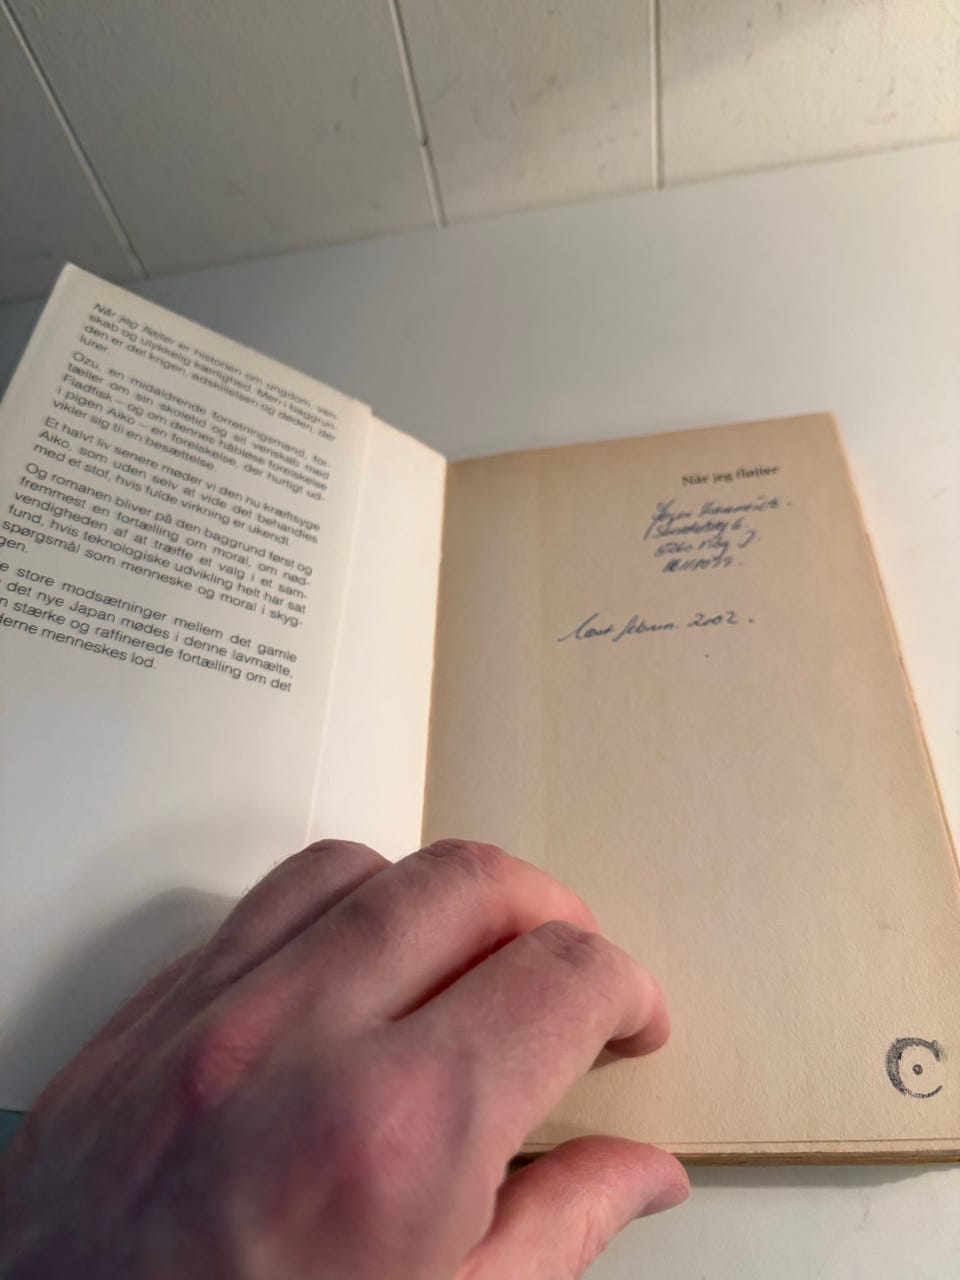 Når jeg fløjter er historien om ungdom, ven-
skab og ulykkelig kærlighed. Men i baggrun-
den er det krigen, adskillelsen og døden, der
lurer.
Ozu, en midaldrende forretningsmand, for-
tæller om sin skoletid og sit venskab med
Fladfisk – og om dennes håbløse forelskelse
i pigen Aiko – en forelskelse, der hurtigt ud-
vikler sig til en besættelse.
Et halvt liv senere møder vi den nu kræftsyge
Aiko, som uden selv at vide det behandles
med et stof, hvis fulde virkning er ukendt.
Og romanen bliver på den baggrund først og
fremmest en fortælling om moral, om nød-
vendigheden af at træffe et valg i et sam-
fund, hvis teknologiske udvikling helt har sat
spørgsmål som menneske og moral i skyg-
gen.
e store modsætninger mellem det gamle
det nye Japan mødes i denne lavmælte,
n stærke og raffinerede fortælling om det
derne menneskes lod.
Når jeg fløjter
6.
J.
læst februar. 2002.
C